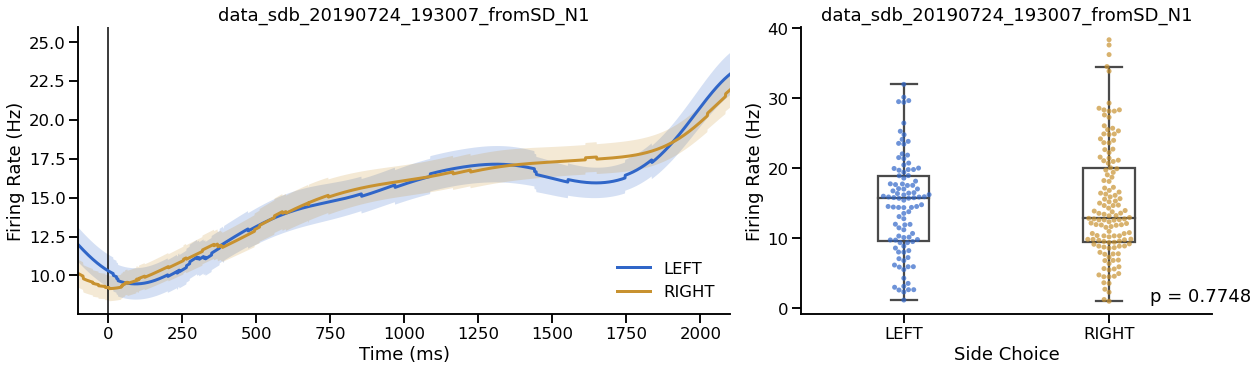 data_sdb_20190724_193007_fromSD_N1
25.0
22.5
20.0
17.5
15.0
12.5
10.0
Firing Rate (Hz)
LEFT
RIGHT
0 250 500 750 1000 1250 1500 1750 2000
Time (ms)
data_sdb_20190724_193007_fromSD_N1
40
30
20
10
0
Firing Rate (Hz)
p = 0.7748
LEFT RIGHT
Side Choice